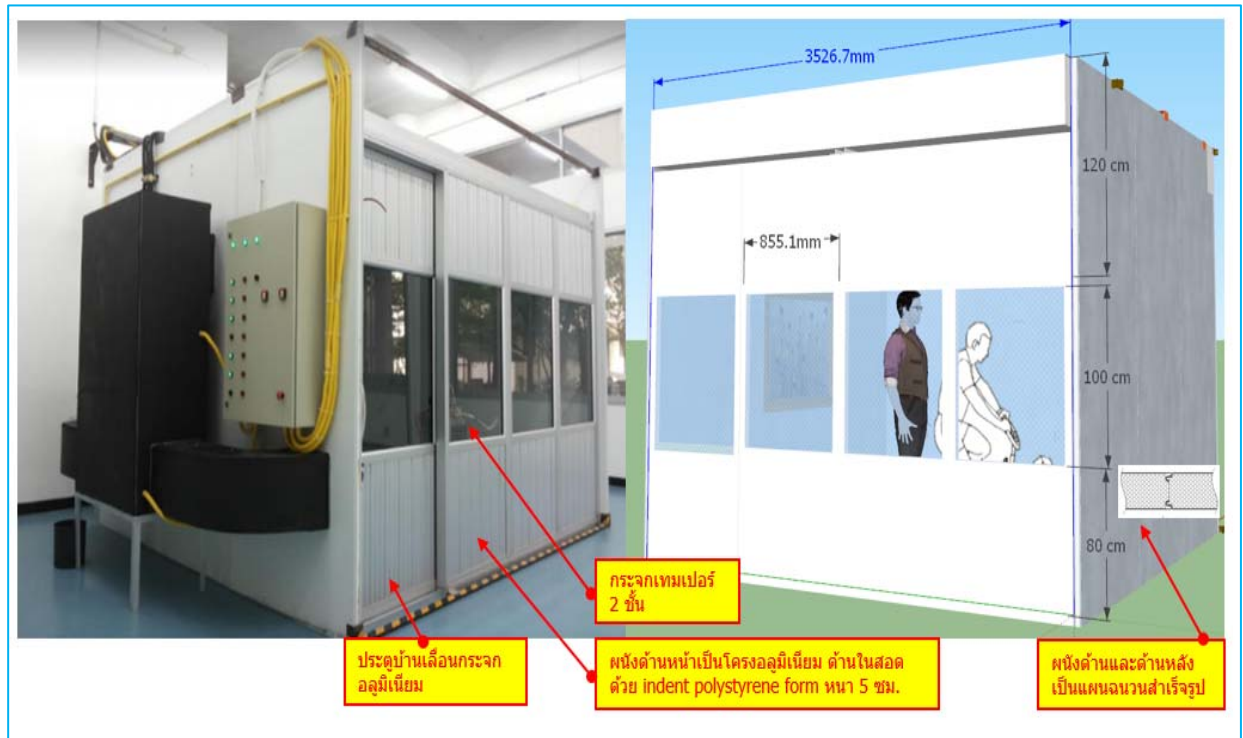 3526.7mm
120 cm
855.1mm
100 cm
80 cm
กระจกเทมเปอร์
2 ชั้น
ประตูบ้านเลื่อนกระจก
อลูมิเนียม
ผนังด้านหน้าเป็นโครงอลูมิเนียม ด้านในสอด
ด้วย indent polystyrene form หนา 5 ซม.
ผนังด้านและด้านหลัง
เป็นแผนฉนวนสำเร็จรูป